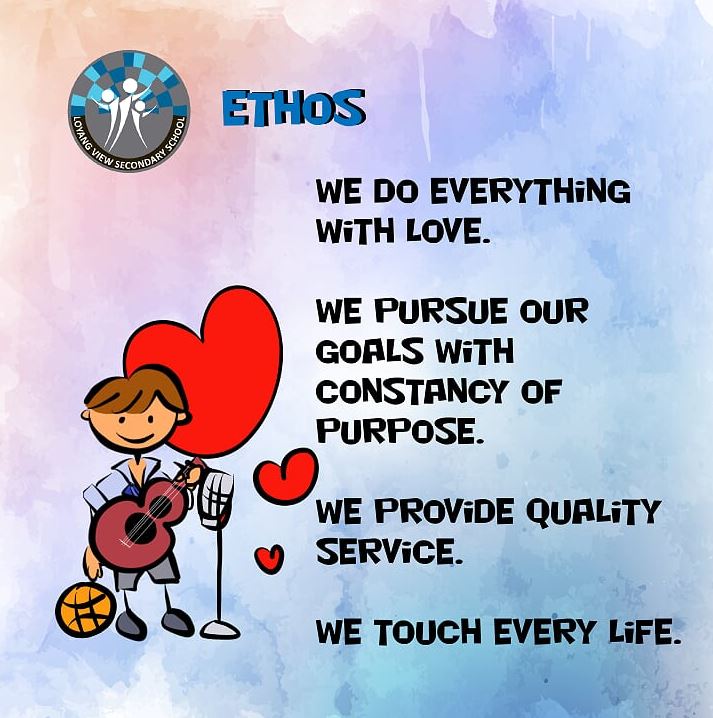 LOYANG VIEW SECONDARY SCHOOL
ETHOS
WE DO EVERYTHiNG
WiTH LOVE.
WE PURSUE OUR
GOALS WiTH
CONSTANCY OF
PURPOSE.
WE PROViDE QUALiTY
SERViCE.
WE TOUCH EVERY LiFE.